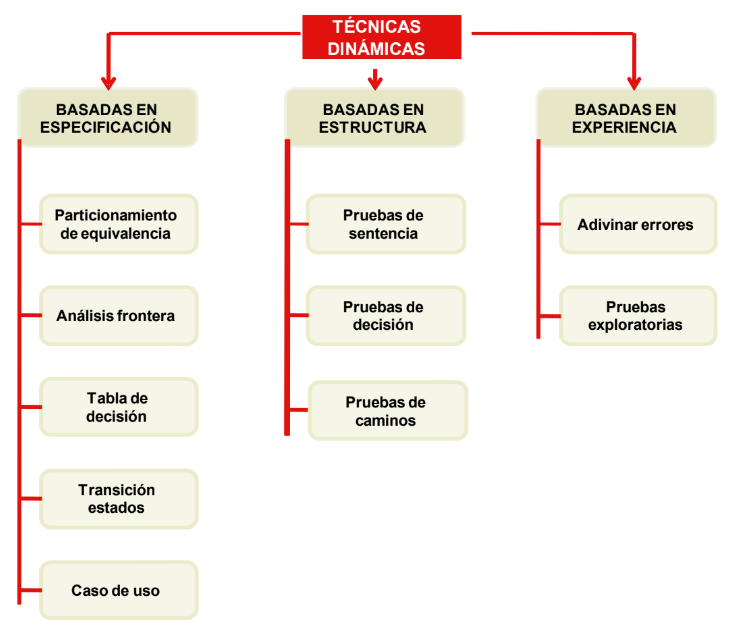 TÉCNICAS
DINÁMICAS
BASADAS EN
ESPECIFICACIÓN
Particionamiento
de equivalencia
Análisis frontera
Tabla de
decisión
Transición
estados
Caso de uso
BASADAS EN
ESTRUCTURA
Pruebas de
sentencia
Pruebas de
decisión
Pruebas de
caminos
BASADAS EN
EXPERIENCIA
Adivinar errores
Pruebas
exploratorias